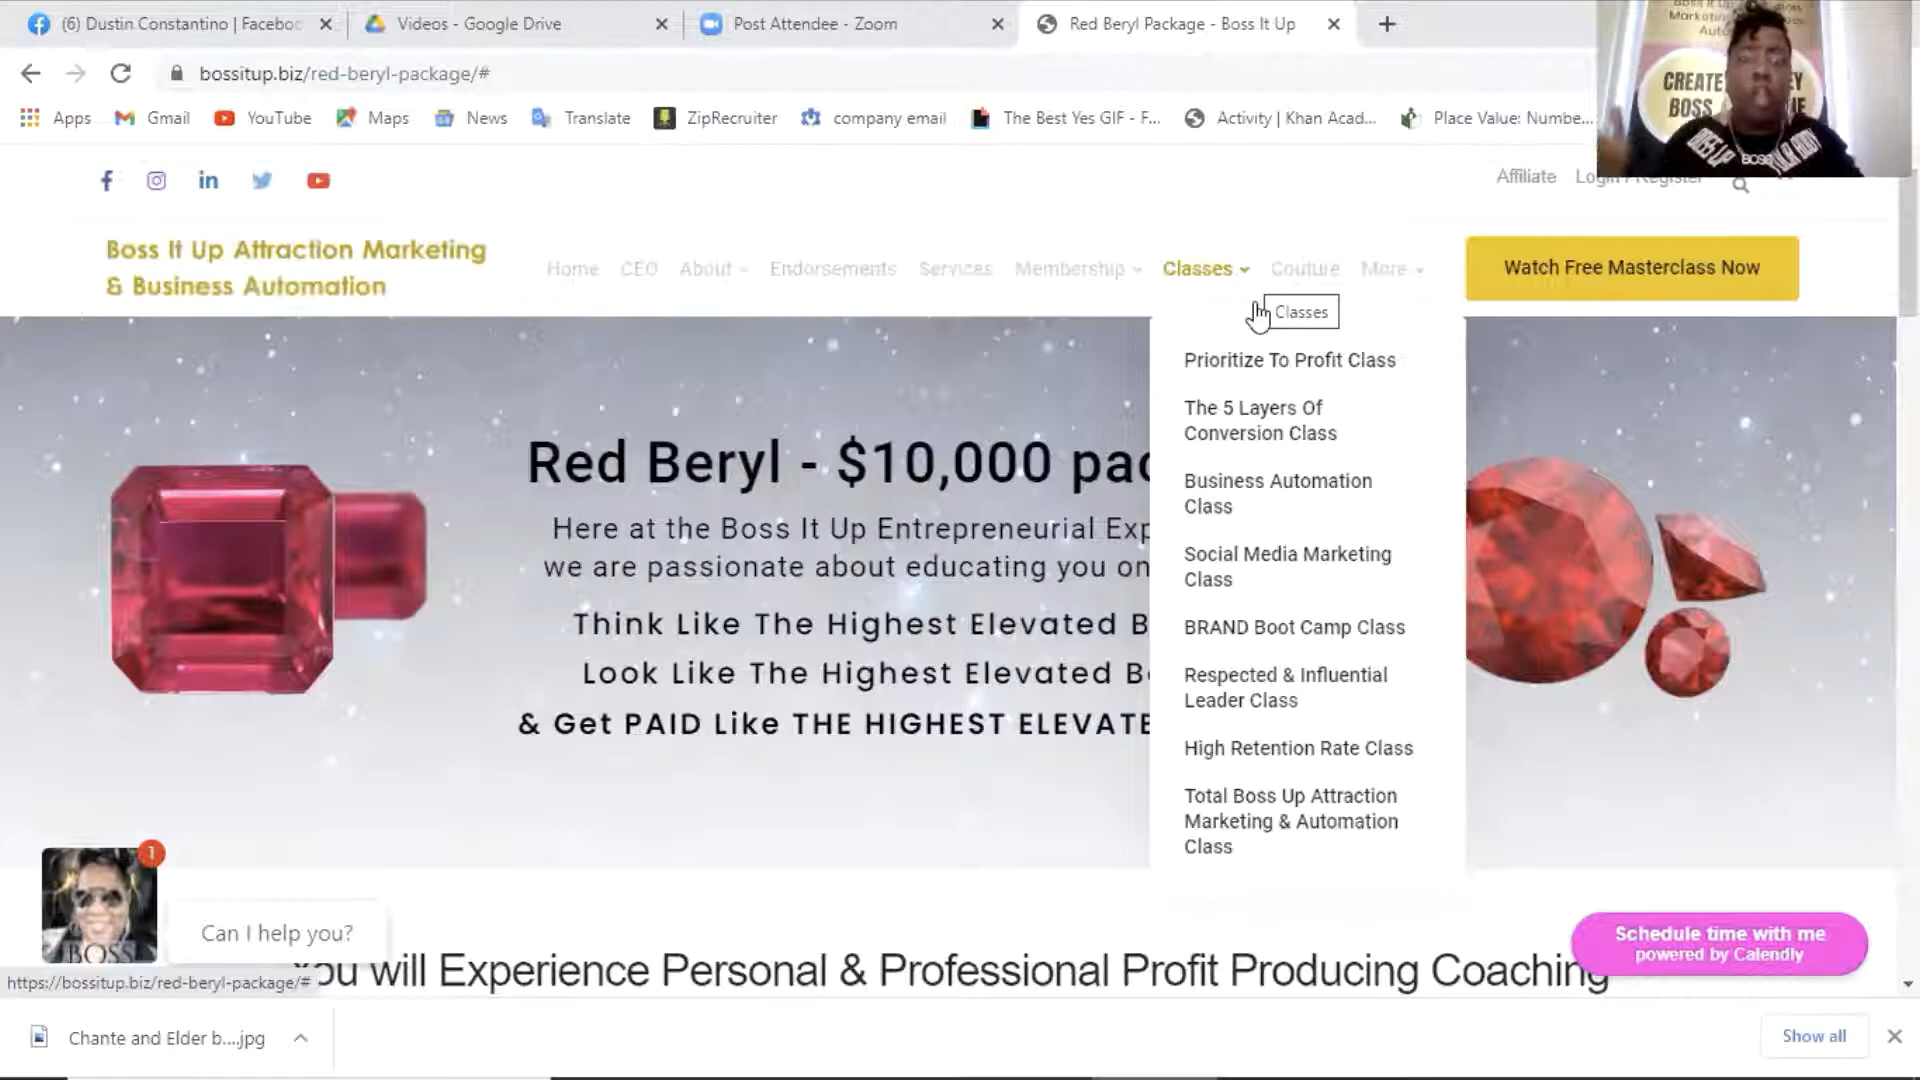 (6) Dustin Constantino | Faceboc
Videos - Google Drive
Post Attendee - Zoom
Red Beryl Package - Boss It Up
bossitup.biz/red-beryl-package/#
Apps
Gmail
YouTube
Maps
News
Translate
ZipRecruiter
company email
The Best Yes GIF - F...
Activity | Khan Acad...
Place Value: Numbe...
CREATE
BOSS
BOSS
Affiliate
Login / Register
Boss It Up Attraction Marketing
& Business Automation
Home
CEO
About
Endorsements
Services
Membership
Classes
Couture
More
Watch Free Masterclass Now
Classes
Prioritize To Profit Class
The 5 Layers Of
Conversion Class
Business Automation
Class
Social Media Marketing
Class
BRAND Boot Camp Class
Respected & Influential
Leader Class
High Retention Rate Class
Total Boss Up Attraction
Marketing & Automation
Class
Red Beryl - $10,000 pac
Here at the Boss It Up Entrepreneurial Exp
we are passionate about educating you on
Think Like The Highest Elevated B
Look Like The Highest Elevated B
& Get PAID Like THE HIGHEST ELEVATE
1
BOSS
Can I help you?
Schedule time with me
powered by Calendly
You will Experience Personal & Professional Profit Producing Coaching
https://bossitup.biz/red-beryl-package/#
Chante and Elder b....jpg
Show all